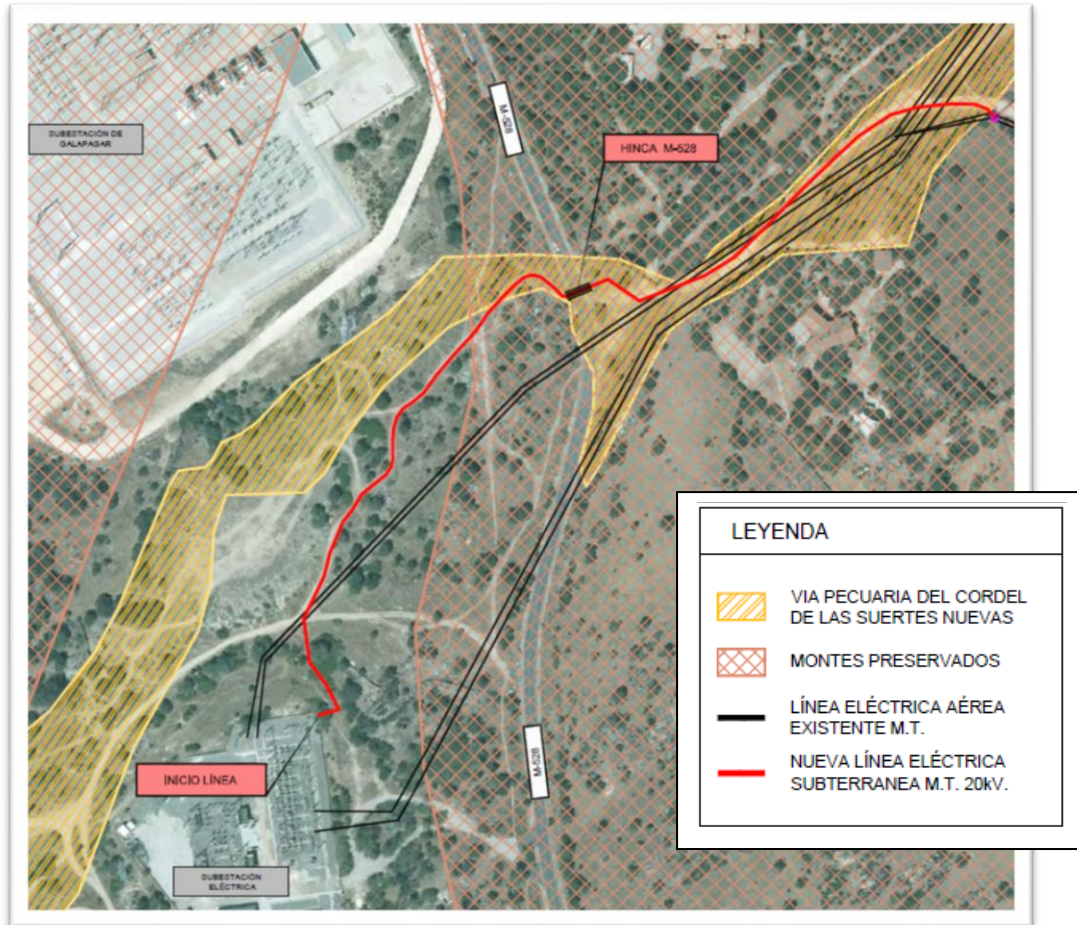 SUBESTACIÓN DE
GALAPAGAR
M-528
HINCA M-528
INICIO LÍNEA
SUBESTACIÓN
ELÉCTRICA
M-528
LEYENDA
VIA PECUARIA DEL CORDEL
DE LAS SUERTES NUEVAS
MONTES PRESERVADOS
LÍNEA ELÉCTRICA AÉREA
EXISTENTE M.T.
NUEVA LÍNEA ELÉCTRICA
SUBTERRANEA M.T. 20kV.